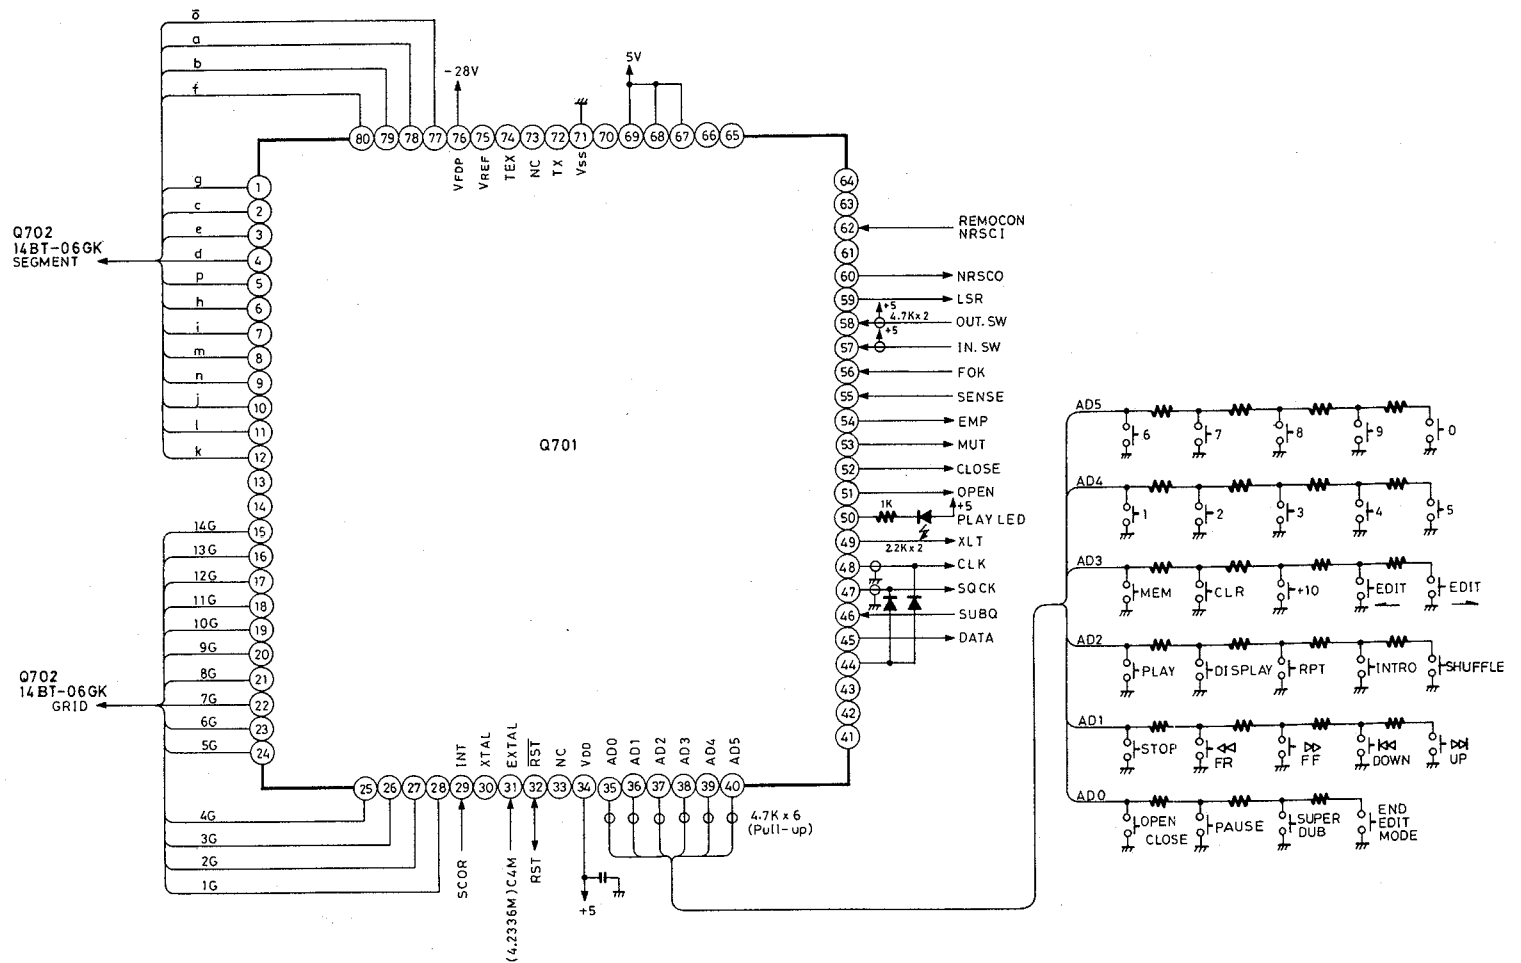 o̅
a
b
f
-28V
5V
80 79 78 77 76 75 74 73 72 71 70 69 68 67 66 65
VFDP
VREF
TEX
NC
TX
Vss
g 1
c 2
e 3
d 4
p 5
h 6
i 7
m 8
n 9
j 10
l 11
k 12
13
14
14G 15
13G 16
12G 17
11G 18
10G 19
9G 20
8G 21
7G 22
6G 23
5G 24
Q702
14BT-06GK
SEGMENT
Q702
14BT-06GK
GRID
4G
3G
2G
1G
Q701
64
63
62 REMOCON
NRSCI
61
60 NRSCO
59 LSR
+5
58 4.7K x 2 OUT. SW
+5
57 IN. SW
56 FOK
55 SENSE
54 EMP
53 MUT
52 CLOSE
51 OPEN
1K +5
50 PLAY LED
49 XLT
2.2K x 2
48 CLK
47 SQCK
46 SUBQ
45 DATA
44
43
42
41
INT
XTAL
EXTAL
R̅S̅T̅
NC
VDD
AD0
AD1
AD2
AD3
AD4
AD5
25 26 27 28 29 30 31 32 33 34 35 36 37 38 39 40
SCOR
(4.2336M) C4M
RST
+5
4.7K x 6
(Pull-up)
AD5
6 7 8 9 0
AD4
1 2 3 4 5
AD3
MEM CLR +10 EDIT EDIT
AD2
PLAY DISPLAY RPT INTRO SHUFFLE
AD1
STOP FR FF DOWN UP
AD0
OPEN
CLOSE
PAUSE
SUPER
DUB
END
EDIT
MODE